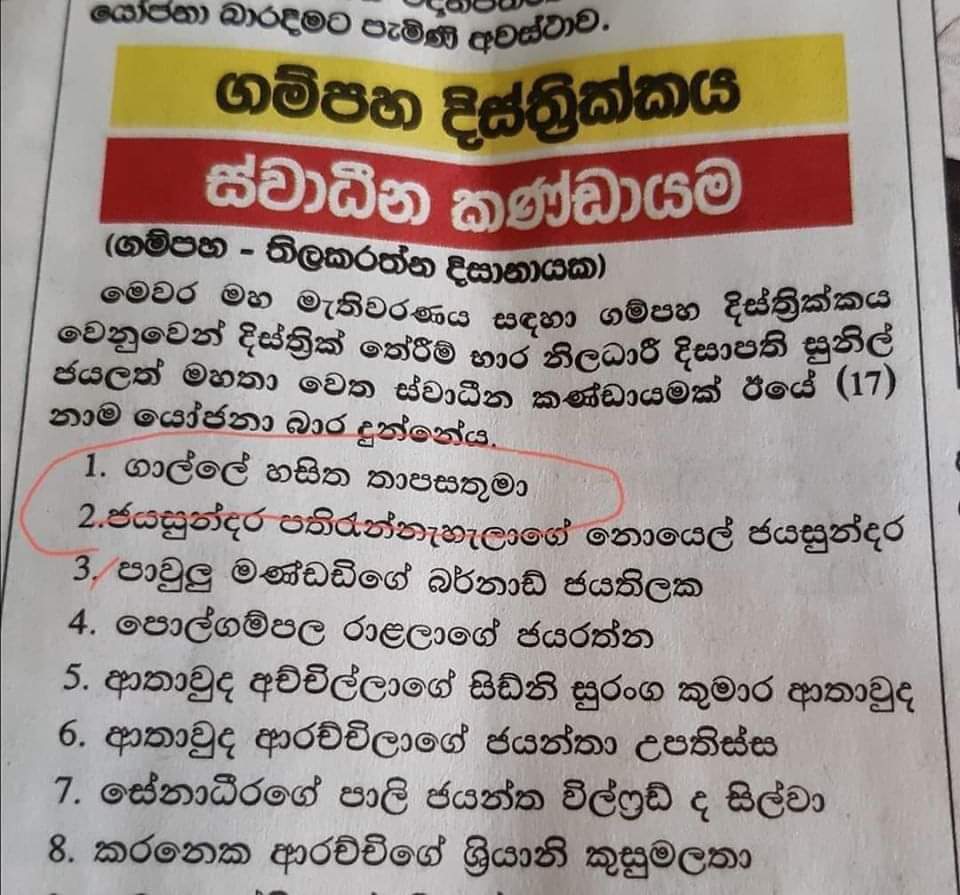 යෝජනා බාරදීමට පැමිණි අවස්ථාව.
ගම්පහ දිස්ත්‍රික්කය
ස්වාධීන කණ්ඩායම
(ගම්පහ - තිලකරත්න දිසානායක)
මෙවර මහ මැතිවරණය සඳහා ගම්පහ දිස්ත්‍රික්කය
වෙනුවෙන් දිස්ත්‍රික් තේරීම් භාර නිලධාරී දිසාපති සුනිල්
ජයලත් මහතා වෙත ස්වාධීන කණ්ඩායමක් ඊයේ (17)
නාම යෝජනා බාර දුන්නේය.
1. ගාල්ලේ හසිත තාපසතුමා
2.ජයසුන්දර පතිරැන්නැහැලාගේ නොයෙල් ජයසුන්දර
3. පාවුලු මණ්ඩඩිගේ බර්නාඩ් ජයතිලක
4. පොල්ගම්පල රාළලාගේ ජයරත්න
5. ආතාවුද අච්චිල්ලාගේ සිඩ්නි සුරංග කුමාර ආතාවුද
6. ආතාවුද ආරච්චිලාගේ ජයන්තා උපතිස්ස
7. සේනාධීරගේ පාලි ජයන්ත විල්ෆ්‍රඩ් ද සිල්වා
8. කරනෙක ආරච්චිගේ ශ්‍රියානි කුසුමලතා